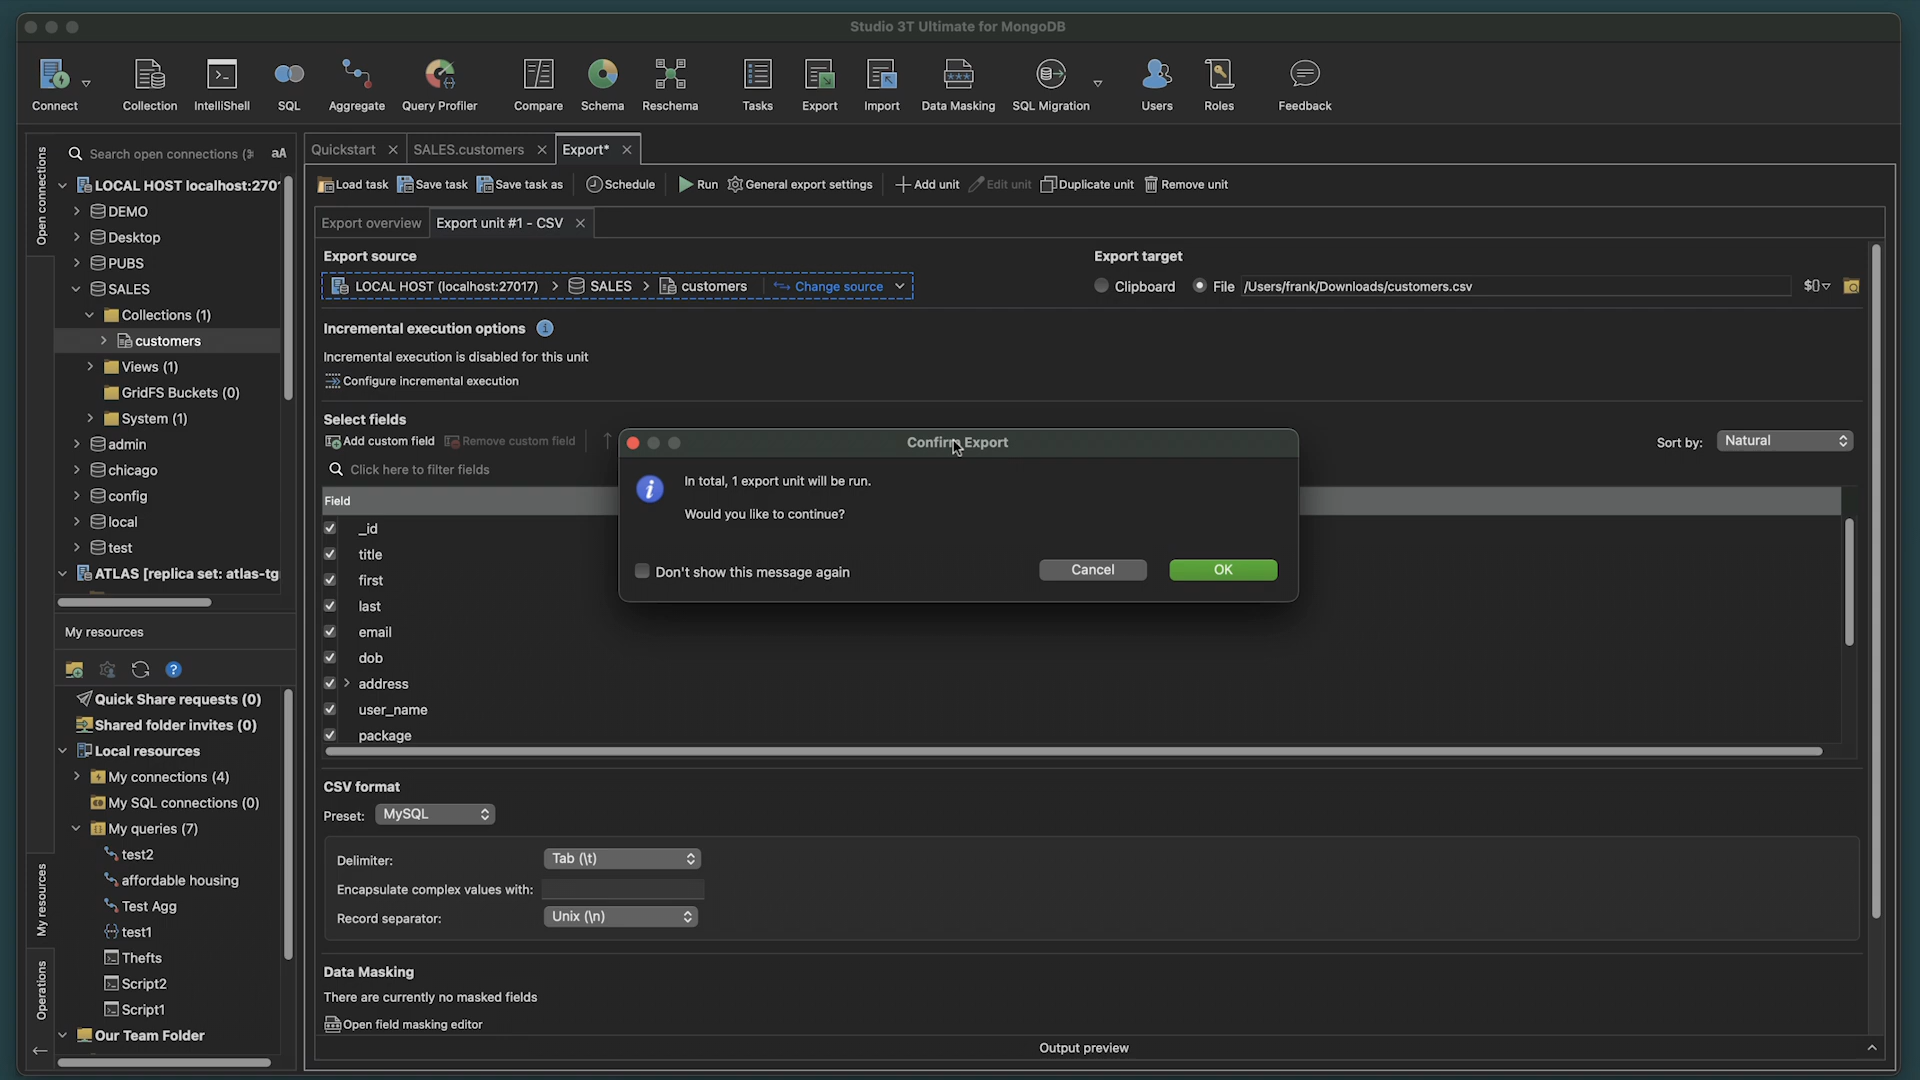 Studio 3T Ultimate for MongoDB
Connect
Collection
IntelliShell
SQL
Aggregate
Query Profiler
Compare
Schema
Reschema
Tasks
Export
Import
Data Masking
SQL Migration
Users
Roles
Feedback
Open connections
Search open connections (⌘
aA
LOCAL HOST localhost:270
DEMO
Desktop
PUBS
SALES
Collections (1)
customers
Views (1)
GridFS Buckets (0)
System (1)
admin
chicago
config
local
test
ATLAS [replica set: atlas-tg
My resources
My resources
Quick Share requests (0)
Shared folder invites (0)
Local resources
My connections (4)
My SQL connections (0)
My queries (7)
test2
affordable housing
Test Agg
test1
Thefts
Script2
Script1
Our Team Folder
Operations
Quickstart
SALES.customers
Export*
Load task
Save task
Save task as
Schedule
Run
General export settings
Add unit
Edit unit
Duplicate unit
Remove unit
Export overview
Export unit #1 - CSV
Export source
LOCAL HOST (localhost:27017)
SALES
customers
Change source
Export target
Clipboard
File
/Users/frank/Downloads/customers.csv
Incremental execution options
Incremental execution is disabled for this unit
Configure incremental execution
Select fields
Add custom field
Remove custom field
Click here to filter fields
Sort by:
Natural
Field
_id
title
first
last
email
dob
address
user_name
package
Confirm Export
In total, 1 export unit will be run.
Would you like to continue?
Don't show this message again
Cancel
OK
CSV format
Preset:
MySQL
Delimiter:
Tab (\t)
Encapsulate complex values with:
Record separator:
Unix (\n)
Data Masking
There are currently no masked fields
Open field masking editor
Output preview